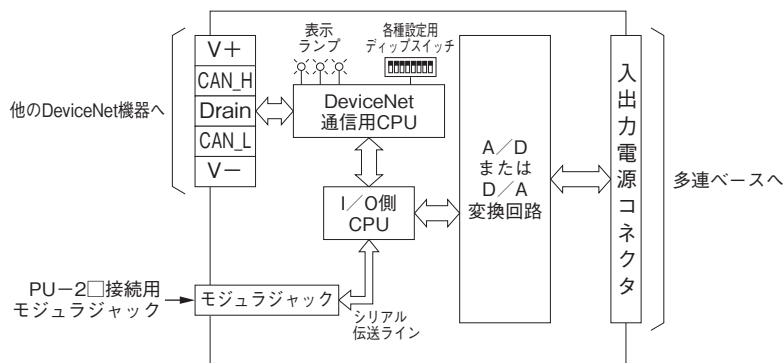 他のDeviceNet機器へ
V+
CAN_H
Drain
CAN_L
V−
表示
ランプ
各種設定用
ディップスイッチ
DeviceNet
通信用CPU
I/O側
CPU
A/D
または
D/A
変換回路
入出力電源コネクタ
多連ベースへ
PU−2□接続用
モジュラジャック
モジュラジャック
シリアル
伝送ライン